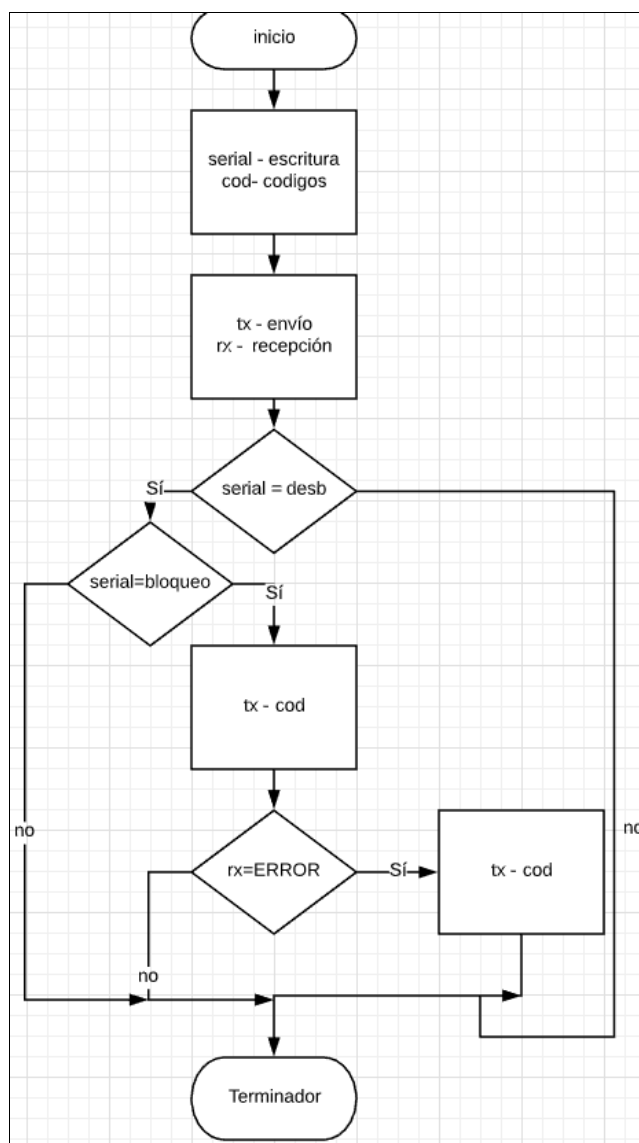 inicio
serial - escritura
cod- codigos
tx - envío
rx - recepción
serial = desb
Sí
serial=bloqueo
Sí
tx - cod
no
no
rx=ERROR
Sí
tx - cod
no
Terminador